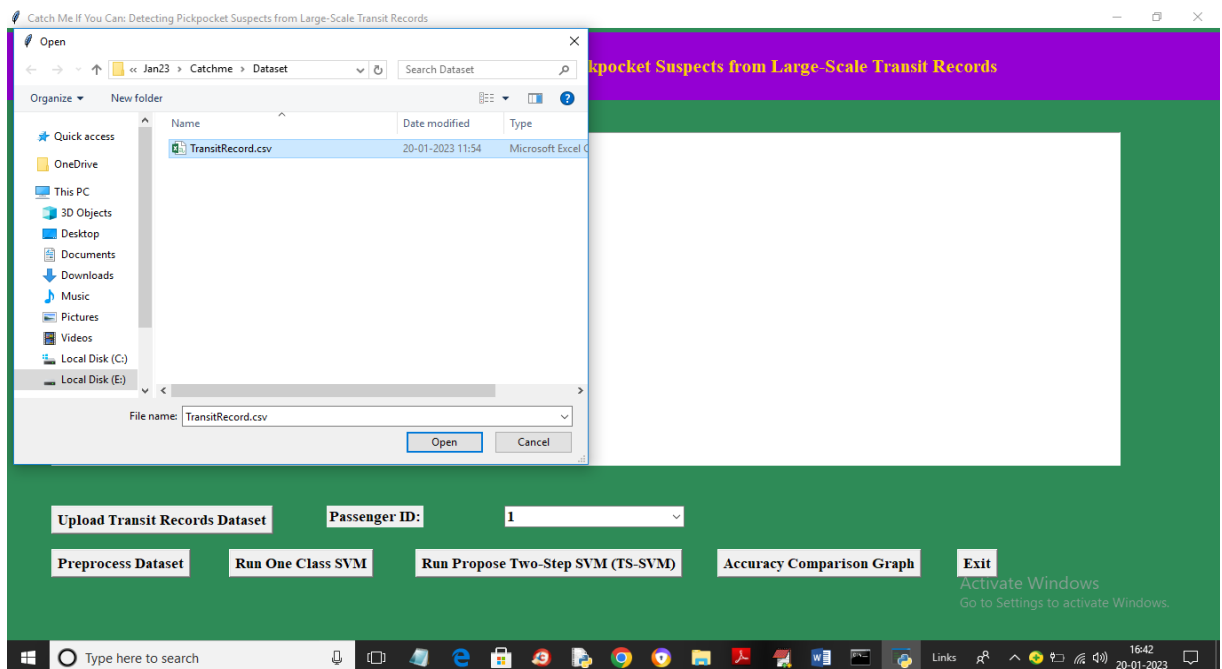 Catch Me If You Can: Detecting Pickpocket Suspects from Large-Scale Transit Records
Open
kpocket Suspects from Large-Scale Transit Records
« Jan23 > Catchme > Dataset
Search Dataset
Organize
New folder
Name
Date modified
Type
Quick access
OneDrive
This PC
3D Objects
Desktop
Documents
Downloads
Music
Pictures
Videos
Local Disk (C:)
Local Disk (E:)
TransitRecord.csv
20-01-2023 11:54
Microsoft Excel C
File name:
TransitRecord.csv
Open
Cancel
Upload Transit Records Dataset
Passenger ID:
1
Preprocess Dataset
Run One Class SVM
Run Propose Two-Step SVM (TS-SVM)
Accuracy Comparison Graph
Exit
Activate Windows
Go to Settings to activate Windows.
Type here to search
Links
16:42
20-01-2023